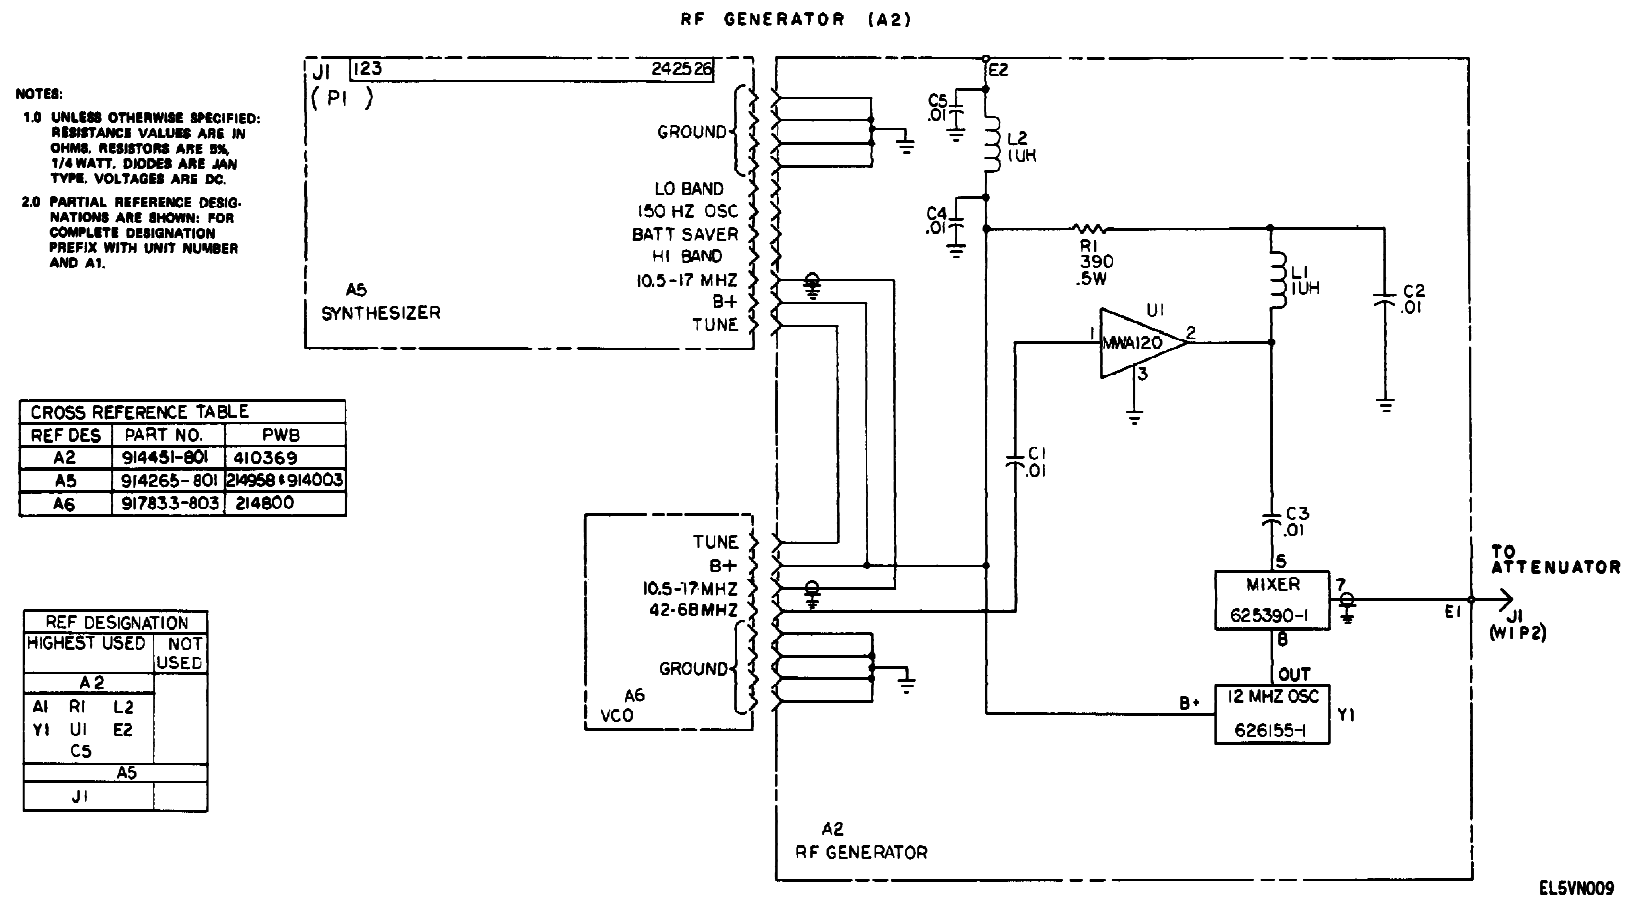 RF GENERATOR (A2)
NOTES:
1.0 UNLESS OTHERWISE SPECIFIED:
RESISTANCE VALUES ARE IN
OHMS. RESISTORS ARE 5%,
1/4 WATT. DIODES ARE JAN
TYPE. VOLTAGES ARE DC.
2.0 PARTIAL REFERENCE DESIG-
NATIONS ARE SHOWN: FOR
COMPLETE DESIGNATION
PREFIX WITH UNIT NUMBER
AND A1.
J1 123 242526
(P1)
GROUND
LO BAND
150 HZ OSC
BATT SAVER
HI BAND
10.5-17 MHZ
B+
TUNE
A5
SYNTHESIZER
E2
C5
.01
L2
1UH
C4
.01
R1
390
.5W
L1
1UH
C2
.01
U1
1 MWA120 2
3
C1
.01
C3
.01
CROSS REFERENCE TABLE
REF DES PART NO. PWB
A2 914451-801 410369
A5 914265-801 214958 & 914003
A6 917833-803 214800
TUNE
B+
10.5-17 MHZ
42-68 MHZ
GROUND
A6
VCO
5
MIXER 7
625390-1
8
OUT
B+ 12 MHZ OSC Y1
626155-1
TO
ATTENUATOR
E1 J1
(W1P2)
REF DESIGNATION
HIGHEST USED NOT
USED
A2
A1 R1 L2
Y1 U1 E2
C5
A5
J1
A2
RF GENERATOR
EL5VN009